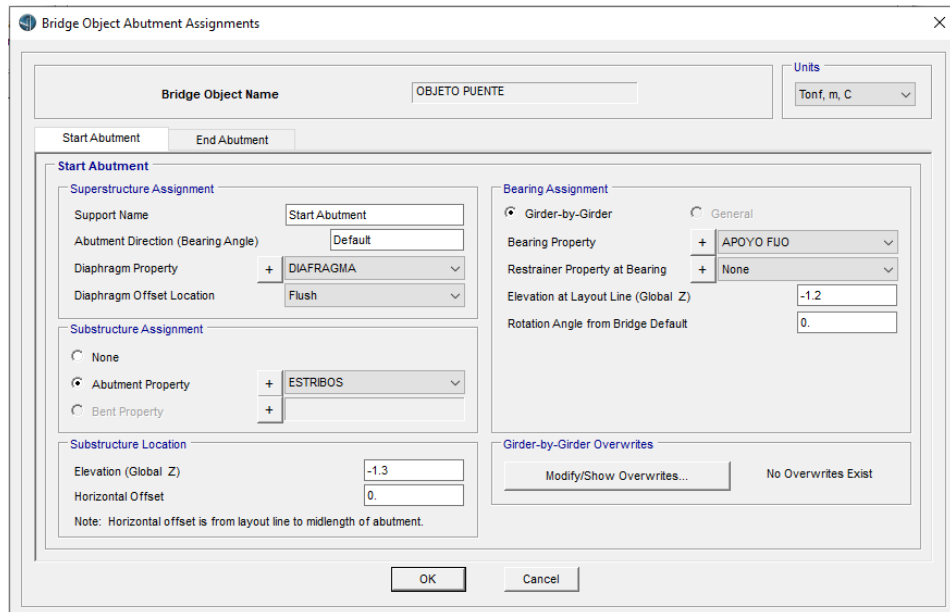 Bridge Object Abutment Assignments
Units
Bridge Object Name
OBJETO PUENTE
Tonf, m, C
Start Abutment
End Abutment
Start Abutment
Superstructure Assignment
Support Name
Start Abutment
Abutment Direction (Bearing Angle)
Default
Diaphragm Property
+
DIAFRAGMA
Diaphragm Offset Location
Flush
Substructure Assignment
None
Abutment Property
+
ESTRIBOS
Bent Property
+
Substructure Location
Elevation (Global Z)
-1.3
Horizontal Offset
0.
Note: Horizontal offset is from layout line to midlength of abutment.
Bearing Assignment
Girder-by-Girder
General
Bearing Property
+
APOYO FIJO
Restrainer Property at Bearing
+
None
Elevation at Layout Line (Global Z)
-1.2
Rotation Angle from Bridge Default
0.
Girder-by-Girder Overwrites
Modify/Show Overwrites...
No Overwrites Exist
OK
Cancel